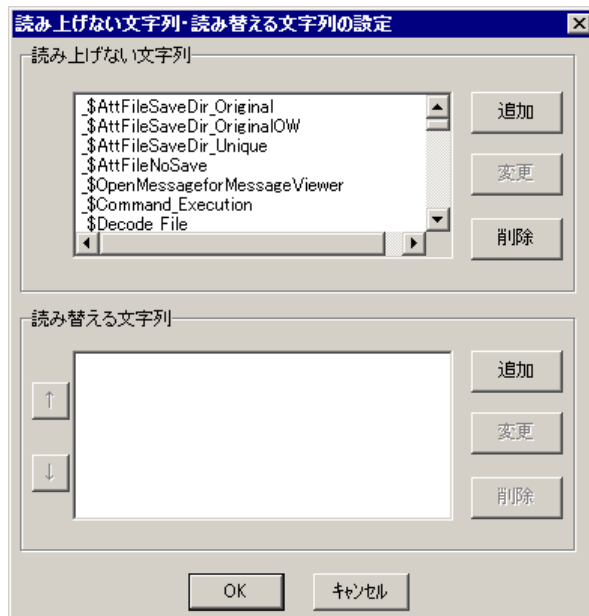 読み上げない文字列・読み替える文字列の設定
読み上げない文字列
_$AttFileSaveDir_Original
_$AttFileSaveDir_OriginalOW
_$AttFileSaveDir_Unique
_$AttFileNoSave
_$OpenMessageforMessageViewer
_$Command_Execution
_$Decode File
追加
変更
削除
読み替える文字列
↑
↓
追加
変更
削除
OK
キャンセル